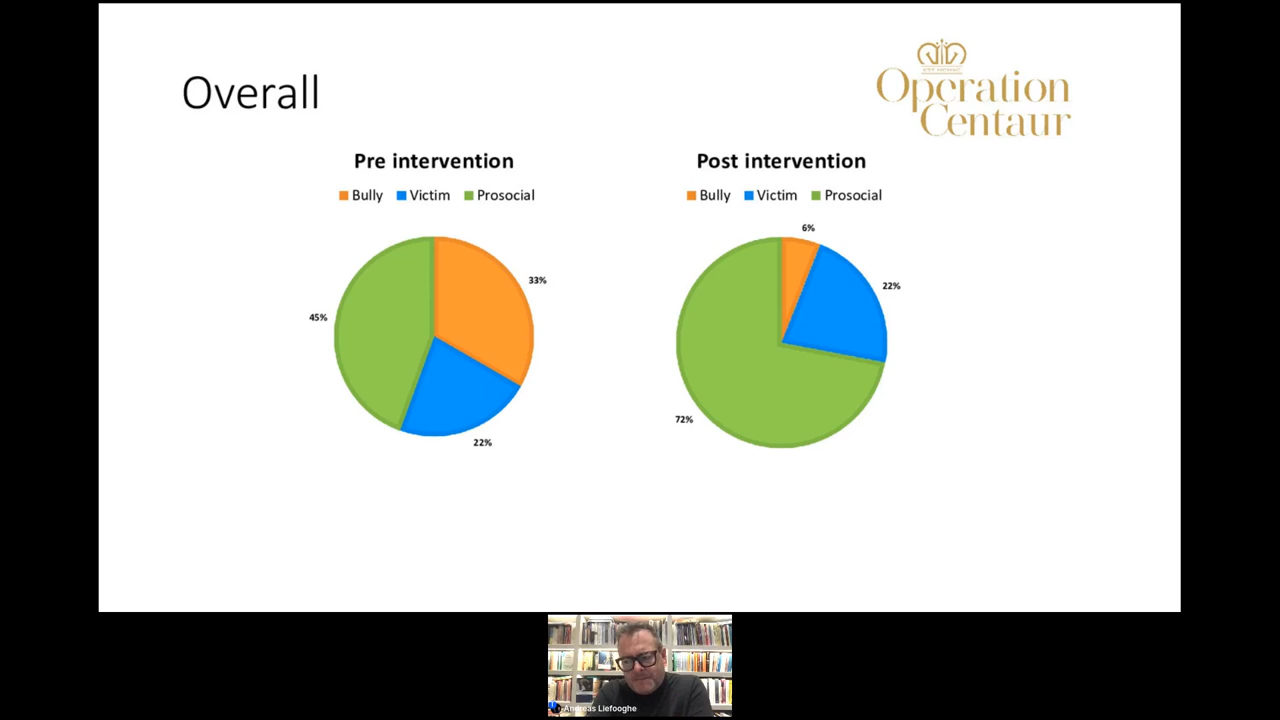 Overall
Operation
Centaur
Pre intervention
Bully Victim Prosocial
33%
45%
22%
Post intervention
Bully Victim Prosocial
6%
22%
72%
Andreas Liefooghe